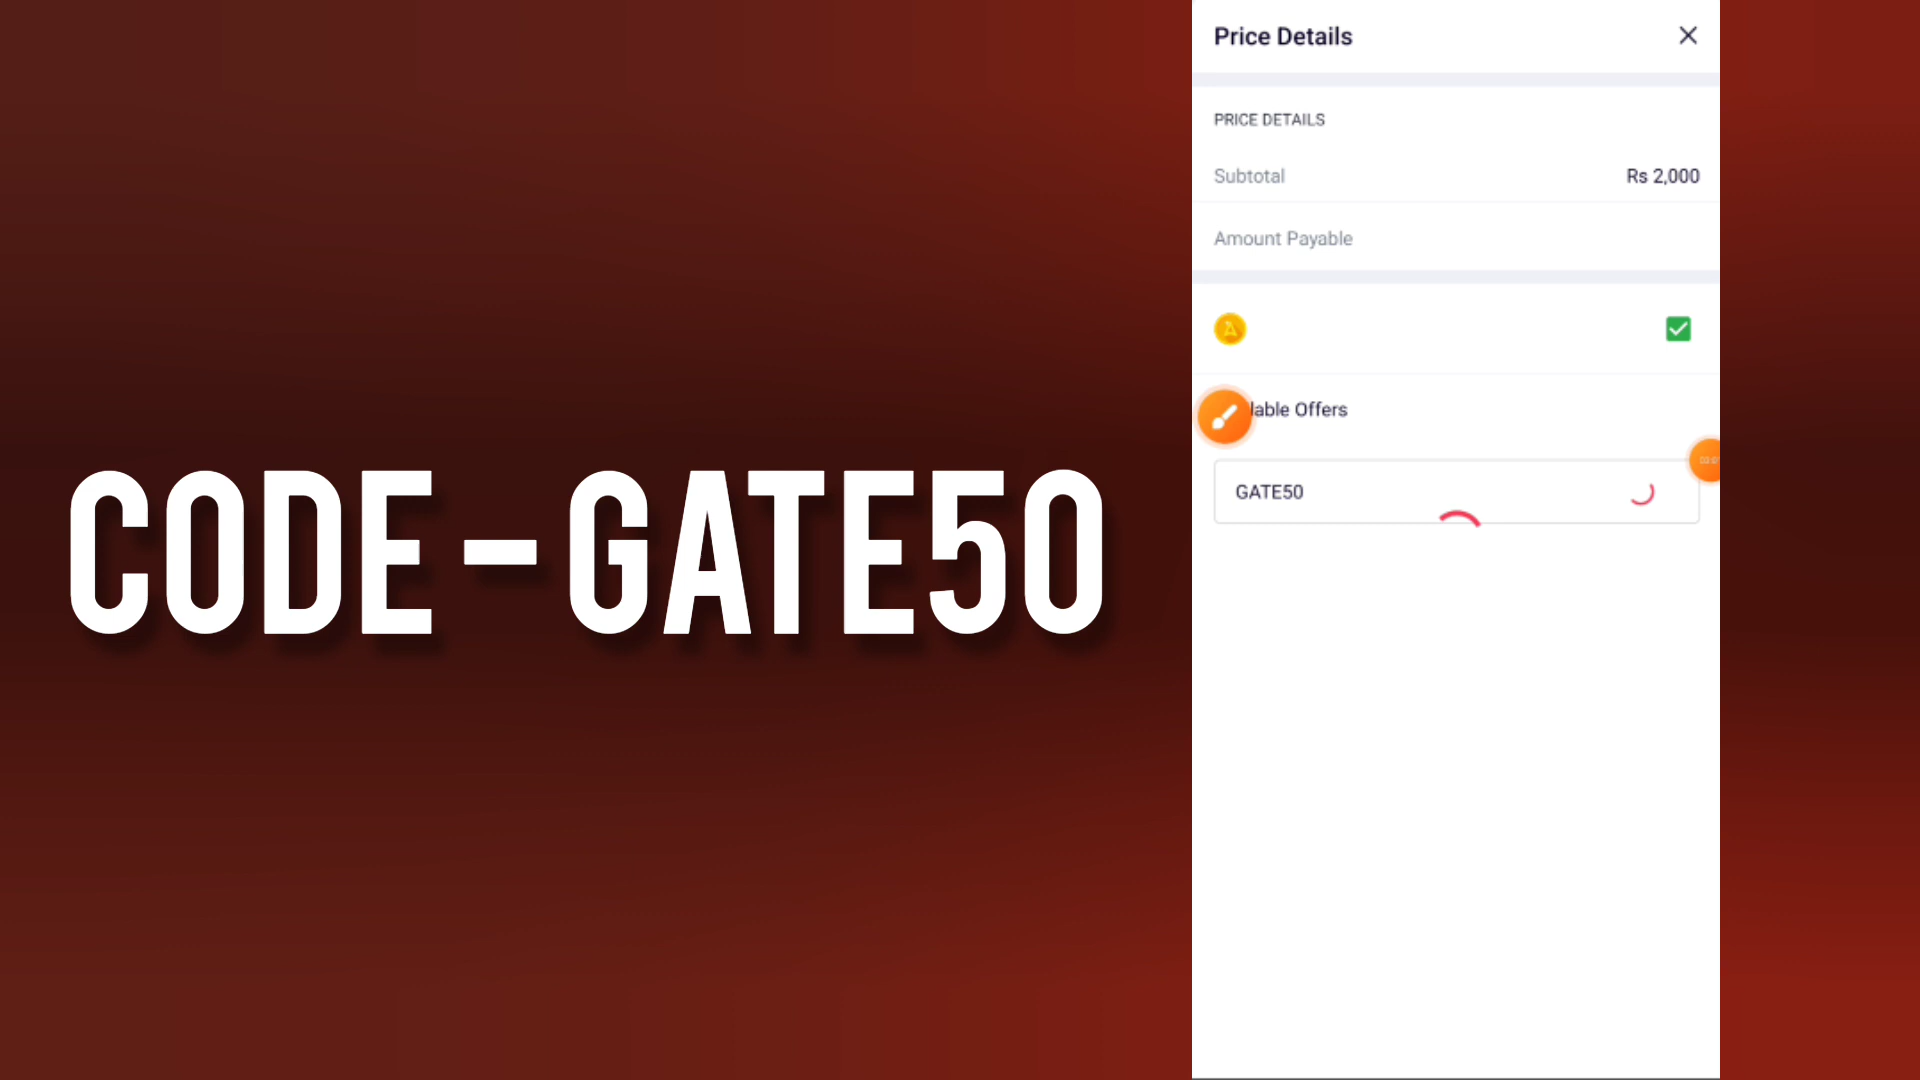 CODE - GATE50
Price Details
PRICE DETAILS
Subtotal Rs 2,000
Amount Payable
lable Offers
GATE50